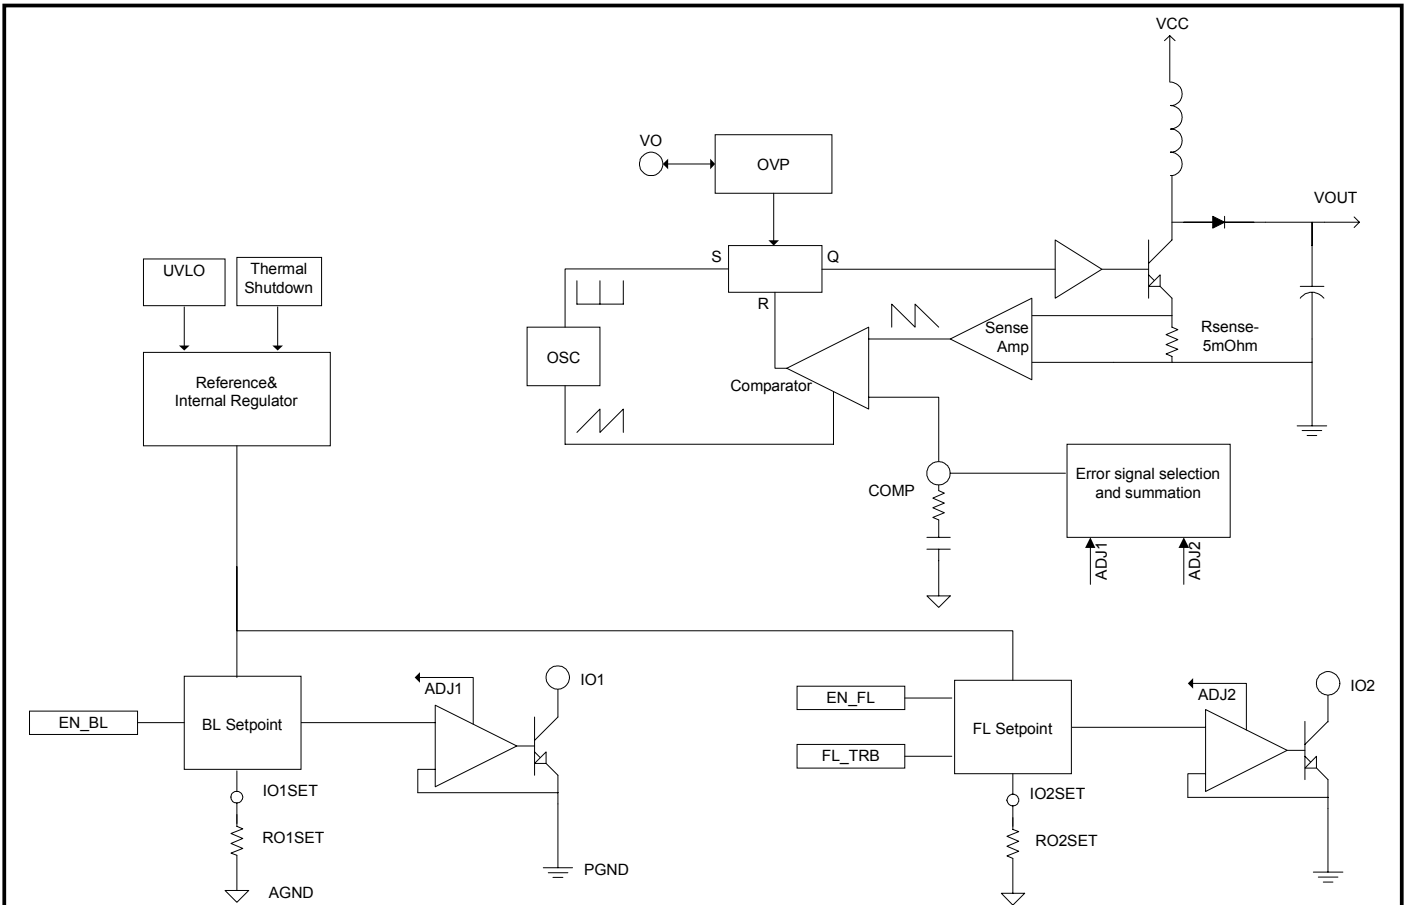 VCC
VO
OVP
VOUT
S
Q
R
UVLO
Thermal
Shutdown
OSC
Sense
Amp
Rsense-
5mOhm
Comparator
Reference&
Internal Regulator
COMP
Error signal selection
and summation
ADJ1
ADJ2
EN_BL
BL Setpoint
ADJ1
IO1
EN_FL
FL_TRB
FL Setpoint
ADJ2
IO2
IO1SET
RO1SET
AGND
PGND
IO2SET
RO2SET